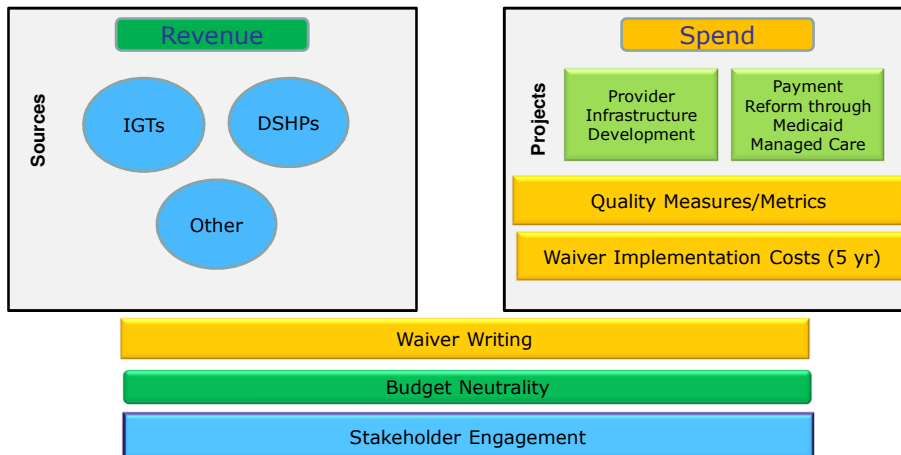 Revenue
Sources
IGTs
DSHPs
Other
Spend
Projects
Provider
Infrastructure
Development
Payment
Reform through
Medicaid
Managed Care
Quality Measures/Metrics
Waiver Implementation Costs (5 yr)
Waiver Writing
Budget Neutrality
Stakeholder Engagement